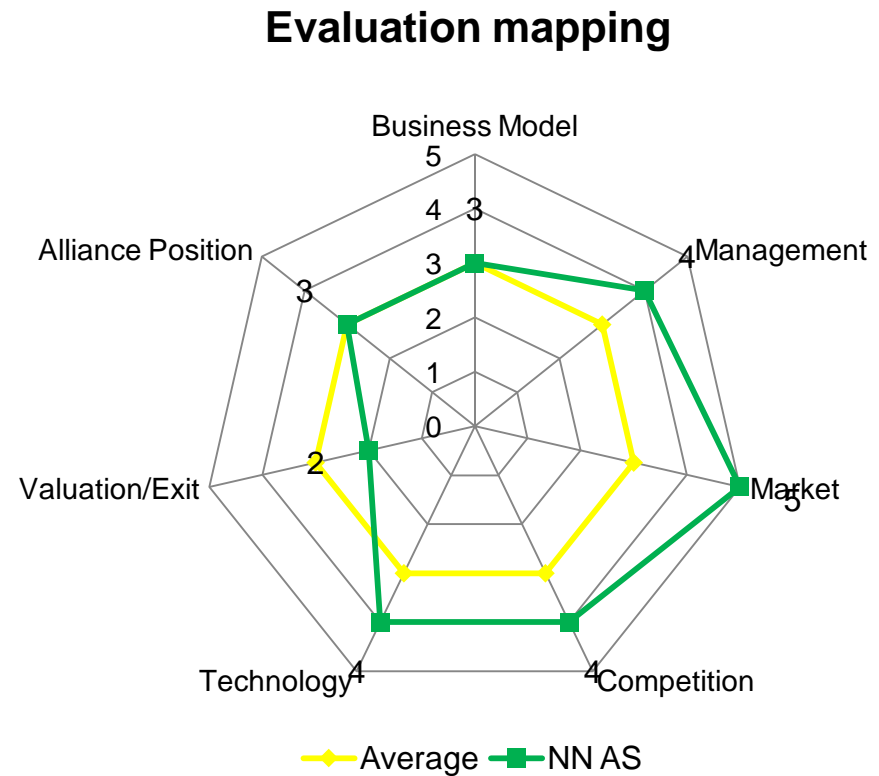 Evaluation mapping
Business Model
5
4
3
3
2
1
0
Alliance Position
3
4
Management
Valuation/Exit
2
Market
5
Technology
4
4
Competition
Average
NN AS